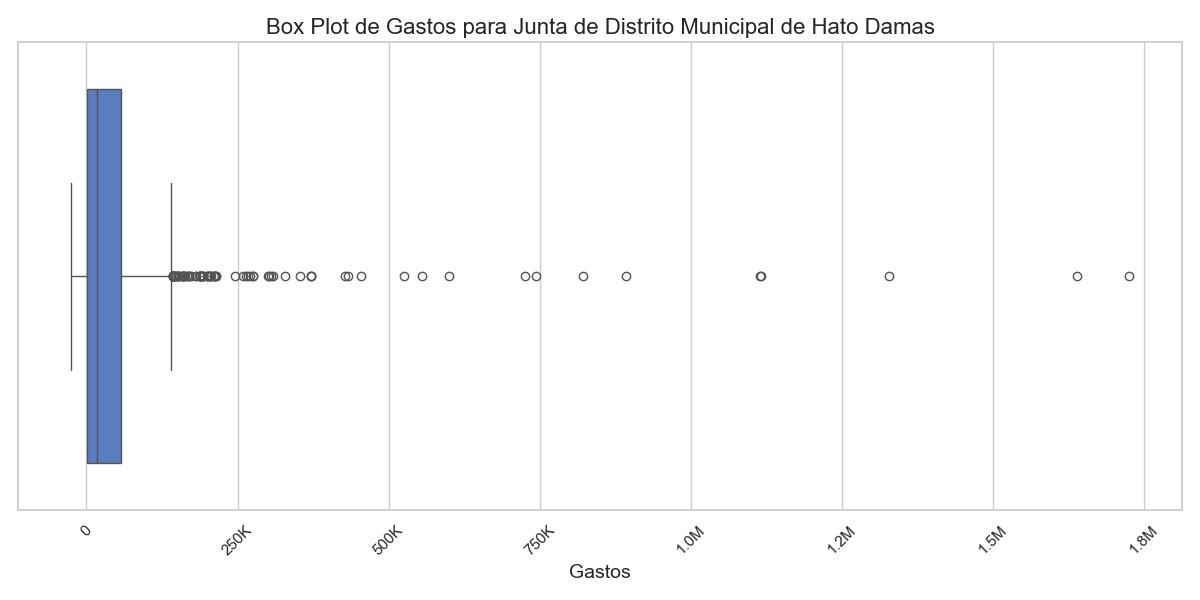 Box Plot de Gastos para Junta de Distrito Municipal de Hato Damas
0
250K
500K
750K
1.0M
1.2M
1.5M
1.8M
Gastos